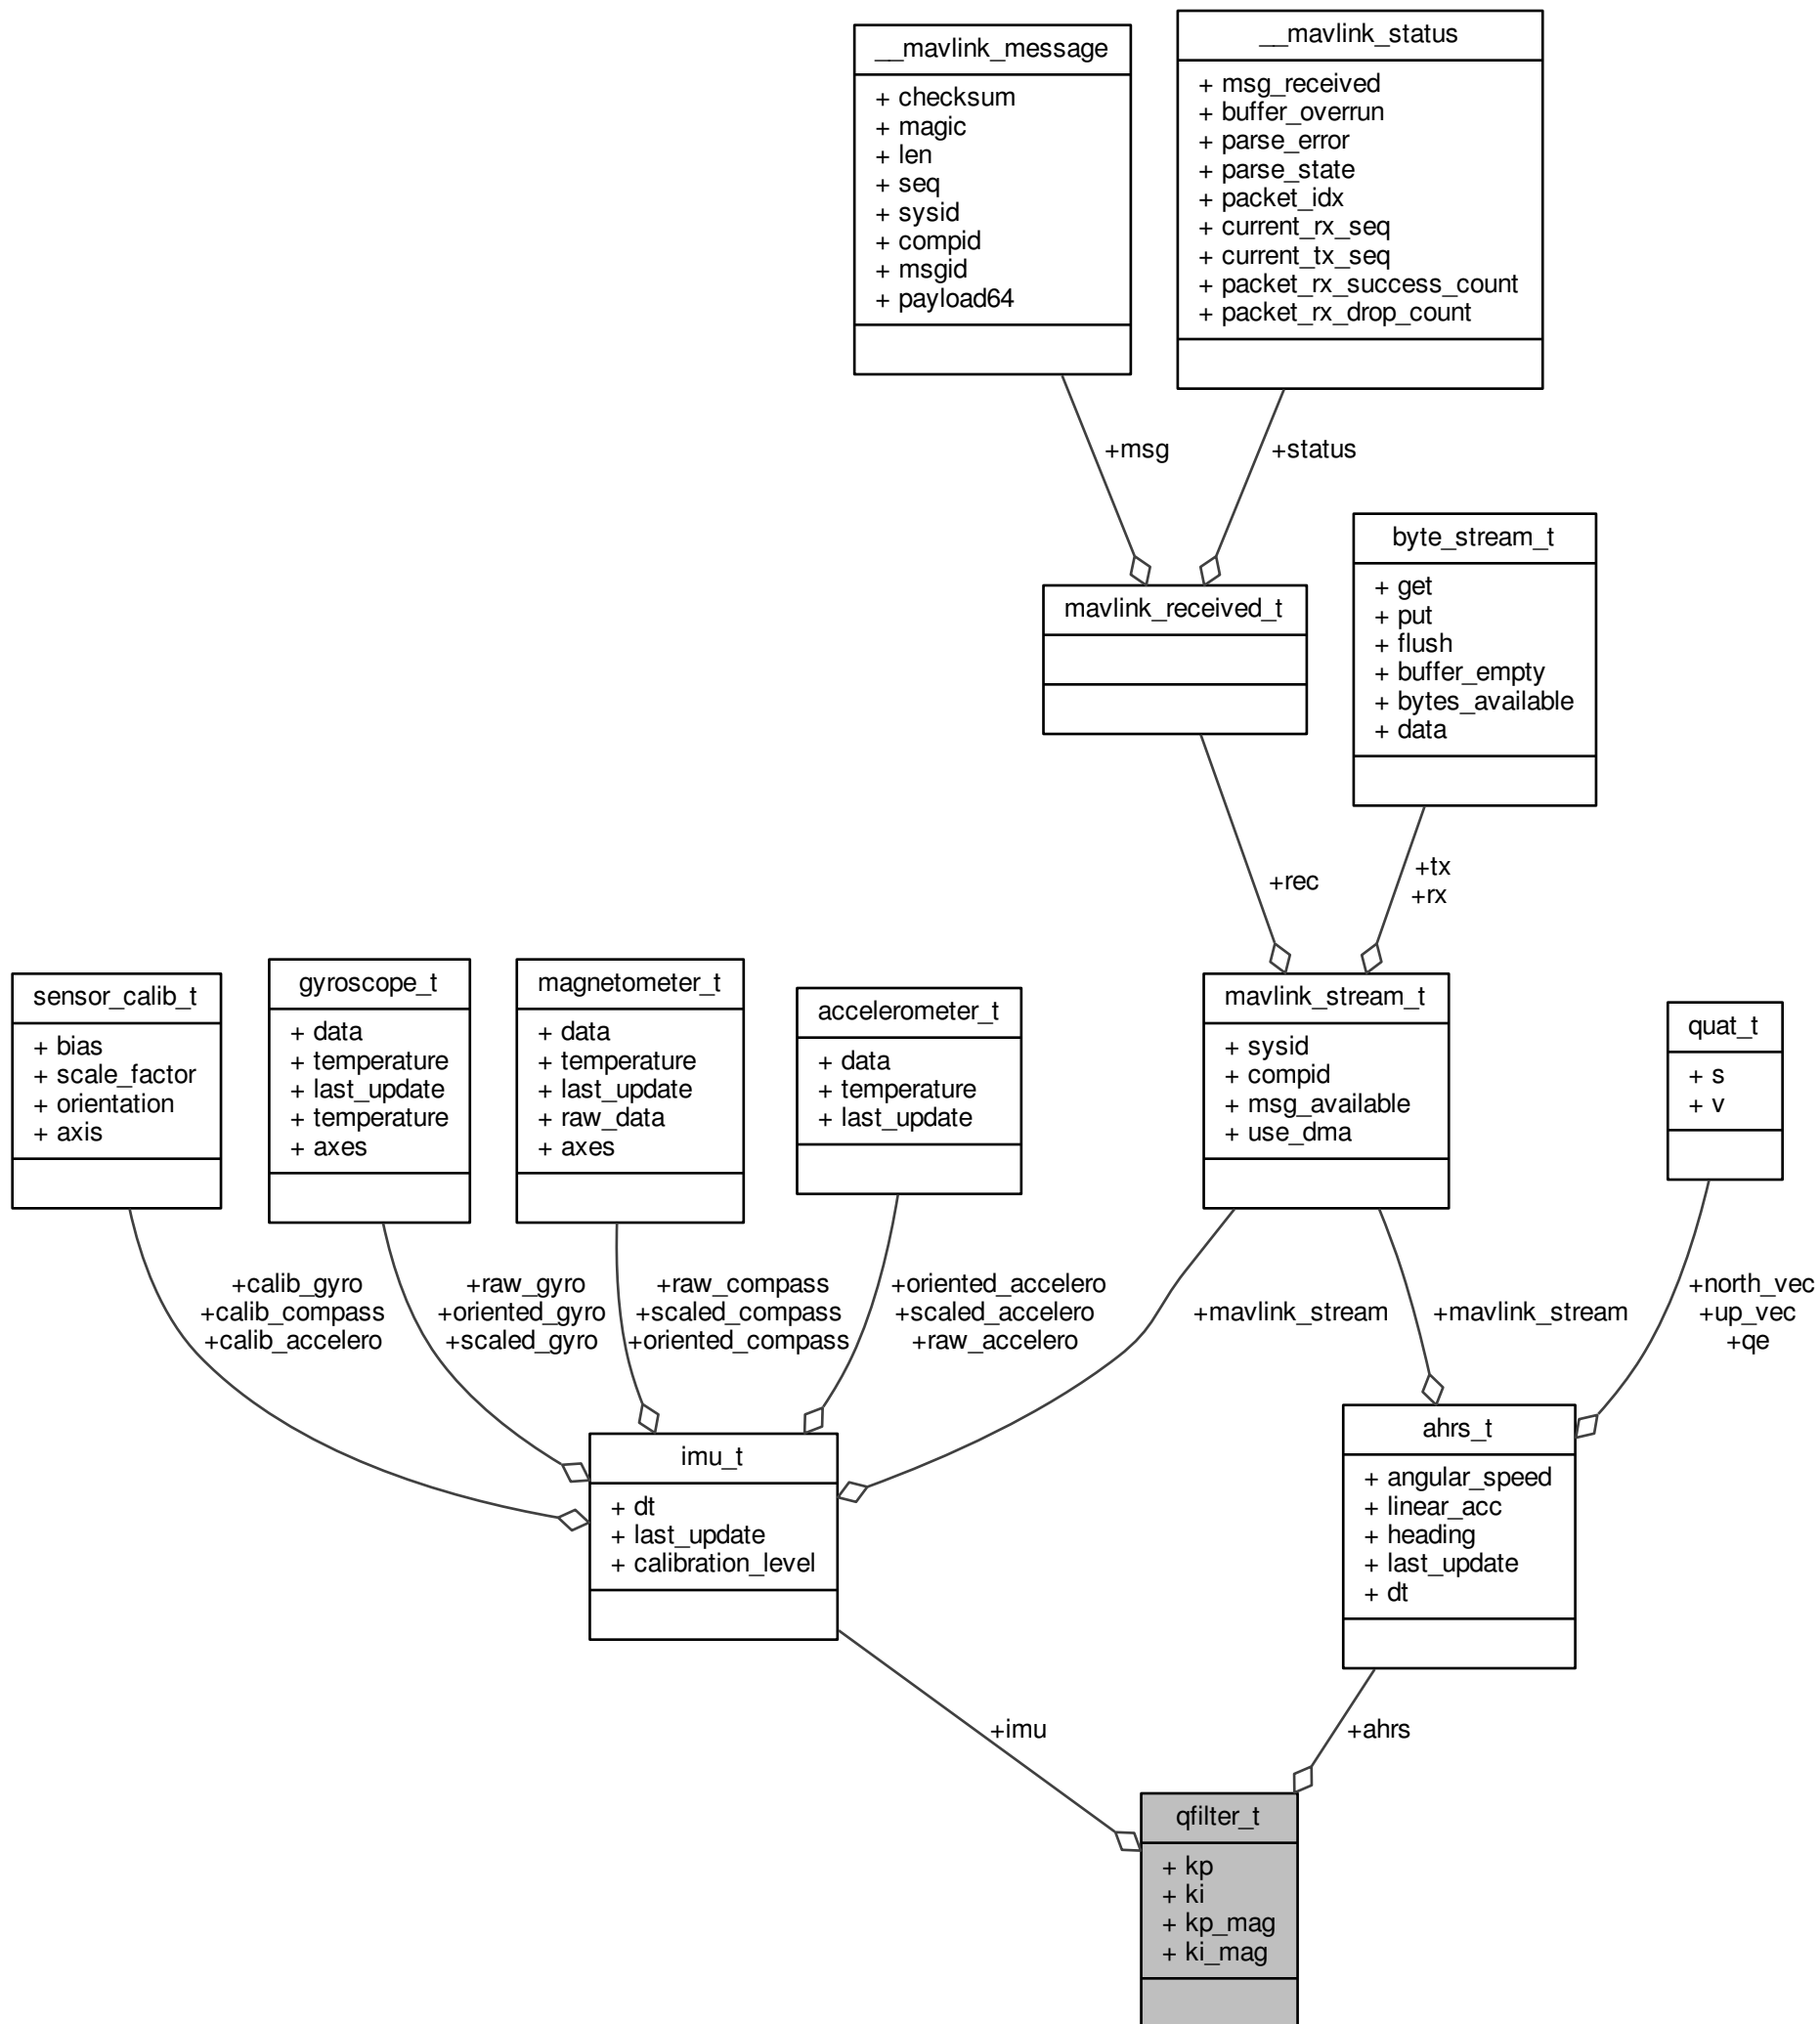 __mavlink_message
+ checksum
+ magic
+ len
+ seq
+ sysid
+ compid
+ msgid
+ payload64
__mavlink_status
+ msg_received
+ buffer_overrun
+ parse_error
+ parse_state
+ packet_idx
+ current_rx_seq
+ current_tx_seq
+ packet_rx_success_count
+ packet_rx_drop_count
+msg
+status
mavlink_received_t
byte_stream_t
+ get
+ put
+ flush
+ buffer_empty
+ bytes_available
+ data
+rec
+tx
+rx
sensor_calib_t
+ bias
+ scale_factor
+ orientation
+ axis
gyroscope_t
+ data
+ temperature
+ last_update
+ temperature
+ axes
magnetometer_t
+ data
+ temperature
+ last_update
+ raw_data
+ axes
accelerometer_t
+ data
+ temperature
+ last_update
mavlink_stream_t
+ sysid
+ compid
+ msg_available
+ use_dma
quat_t
+ s
+ v
+calib_gyro
+calib_compass
+calib_accelero
+raw_gyro
+oriented_gyro
+scaled_gyro
+raw_compass
+scaled_compass
+oriented_compass
+oriented_accelero
+scaled_accelero
+raw_accelero
+mavlink_stream
+mavlink_stream
+north_vec
+up_vec
+qe
imu_t
+ dt
+ last_update
+ calibration_level
ahrs_t
+ angular_speed
+ linear_acc
+ heading
+ last_update
+ dt
+imu
+ahrs
qfilter_t
+ kp
+ ki
+ kp_mag
+ ki_mag